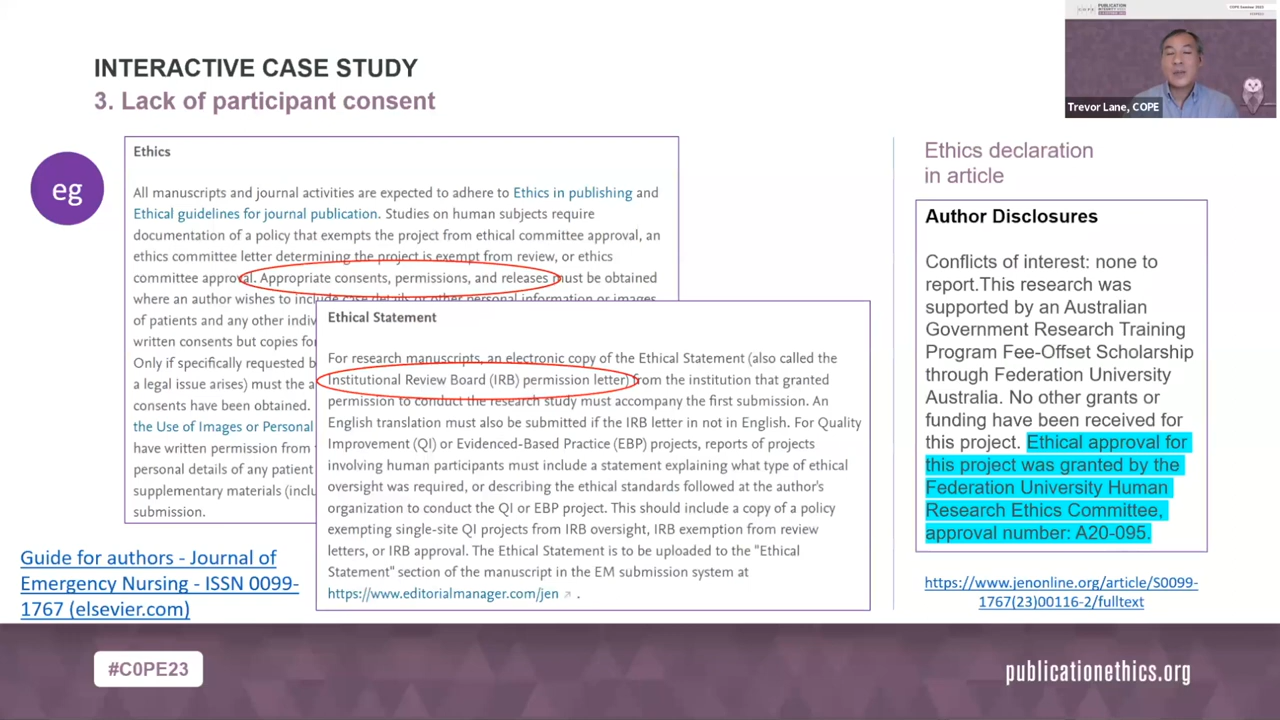 PUBLICATION
INTERACTIVE CASE STUDY
3. Lack of participant consent
Trevor Lane, COPE
eg
Ethics
All manuscripts and journal activities are expected to adhere to Ethics in publishing and
Ethical guidelines for journal publication. Studies on human subjects require
documentation of a policy that exempts the project from ethical committee approval, an
ethics committee letter determining the project is exempt from review, or ethics
committee approval. Appropriate consents, permissions, and releases must be obtained
where an author wishes to include case details or other personal information or images
of patients and any other indiv
written consents but copies for
Only if specifically requested b
a legal issue arises) must the a
consents have been obtained.
the Use of Images or Personal
have written permission from
personal details of any patient
supplementary materials (inclu
submission.
Ethical Statement
For research manuscripts, an electronic copy of the Ethical Statement (also called the
Institutional Review Board (IRB) permission letter) from the institution that granted
permission to conduct the research study must accompany the first submission. An
English translation must also be submitted if the IRB letter in not in English. For Quality
Improvement (QI) or Evidenced-Based Practice (EBP) projects, reports of projects
involving human participants must include a statement explaining what type of ethical
oversight was required, or describing the ethical standards followed at the author's
organization to conduct the QI or EBP project. This should include a copy of a policy
exempting single-site QI projects from IRB oversight, IRB exemption from review
letters, or IRB approval. The Ethical Statement is to be uploaded to the "Ethical
Statement" section of the manuscript in the EM submission system at
https://www.editorialmanager.com/jen .
Guide for authors - Journal of
Emergency Nursing - ISSN 0099-
1767 (elsevier.com)
Ethics declaration
in article
Author Disclosures
Conflicts of interest: none to
report.This research was
supported by an Australian
Government Research Training
Program Fee-Offset Scholarship
through Federation University
Australia. No other grants or
funding have been received for
this project. Ethical approval for
this project was granted by the
Federation University Human
Research Ethics Committee,
approval number: A20-095.
https://www.jenonline.org/article/S0099-
1767(23)00116-2/fulltext
#C0PE23
publicationethics.org